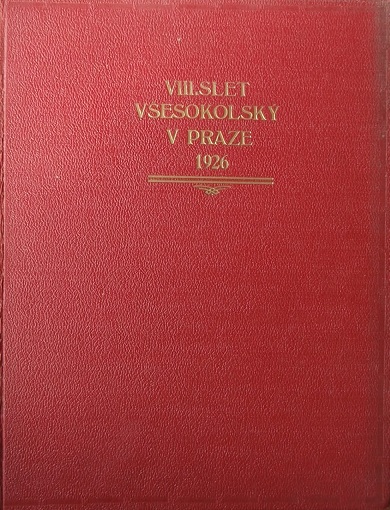 VIII.SLET
VSESOKOLSKÝ
V PRAZE
1926